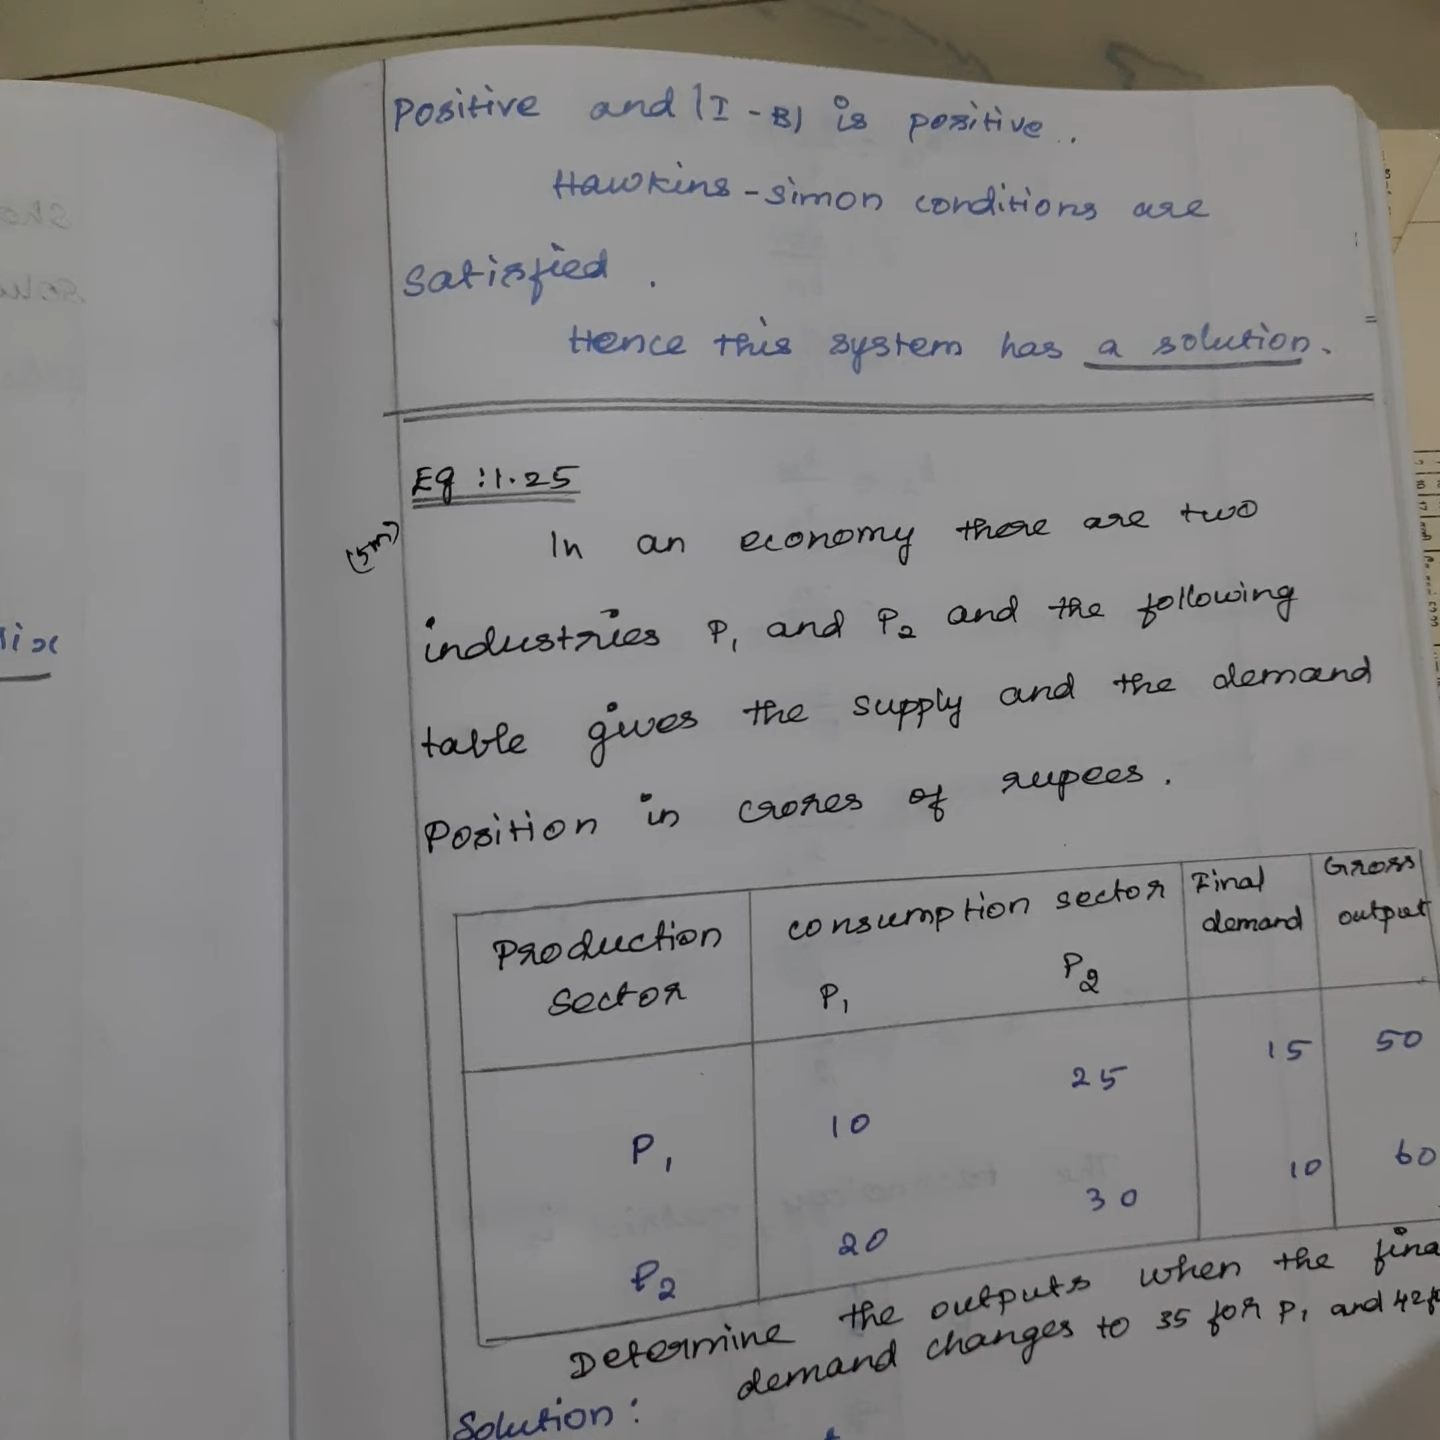 Positive and |I - B| is positive.
Hawkins-simon conditions are
satisfied.
Hence this system has a solution.
Eg : 1.25
(5m)
In an economy there are two
industries P1 and P2 and the following
table gives the supply and the demand
Position in crores of rupees.
Production sector consumption sector Final demand Gross output
P1 P2
P1 10 25 15 50
P2 20 30 10 60
Determine the outputs when the final
demand changes to 35 for P1 and 42
Solution :